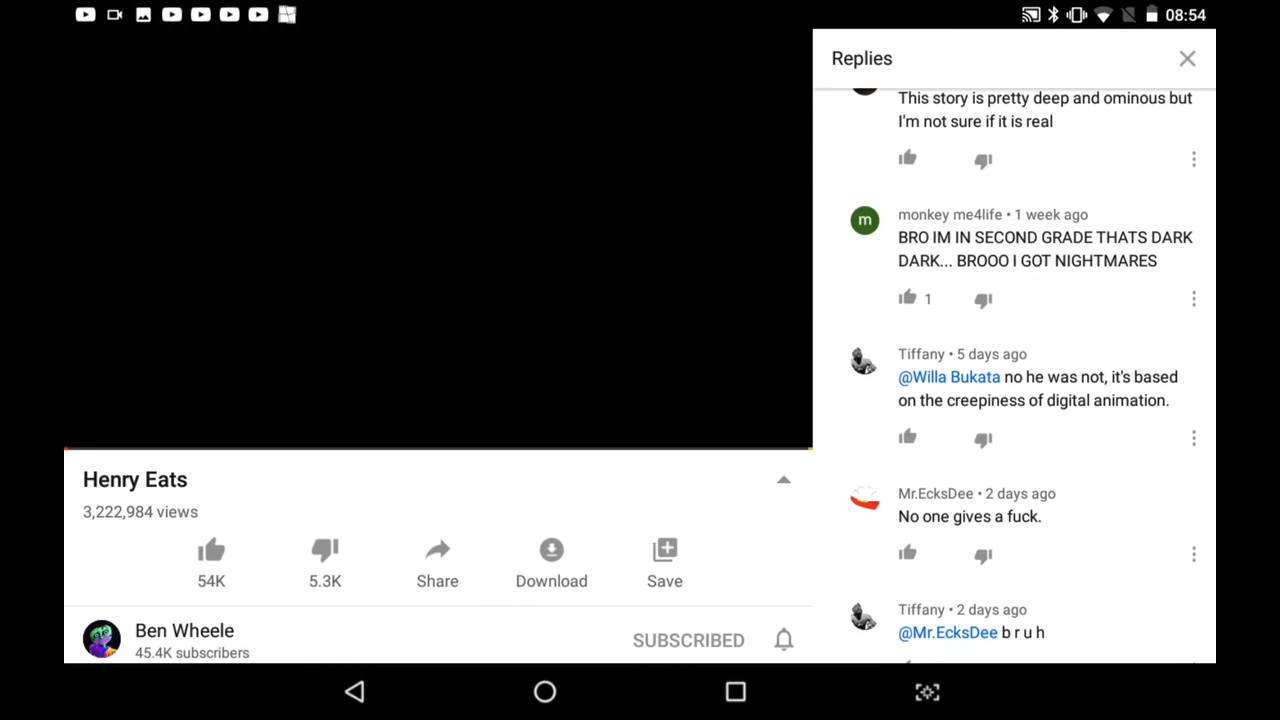 08:54
Replies
This story is pretty deep and ominous but
I'm not sure if it is real
m
monkey me4life • 1 week ago
BRO IM IN SECOND GRADE THATS DARK
DARK... BROOO I GOT NIGHTMARES
1
Tiffany • 5 days ago
@Willa Bukata no he was not, it's based
on the creepiness of digital animation.
Mr.EcksDee • 2 days ago
No one gives a fuck.
Tiffany • 2 days ago
@Mr.EcksDee b r u h
Henry Eats
3,222,984 views
54K 5.3K Share Download Save
Ben Wheele
45.4K subscribers
SUBSCRIBED